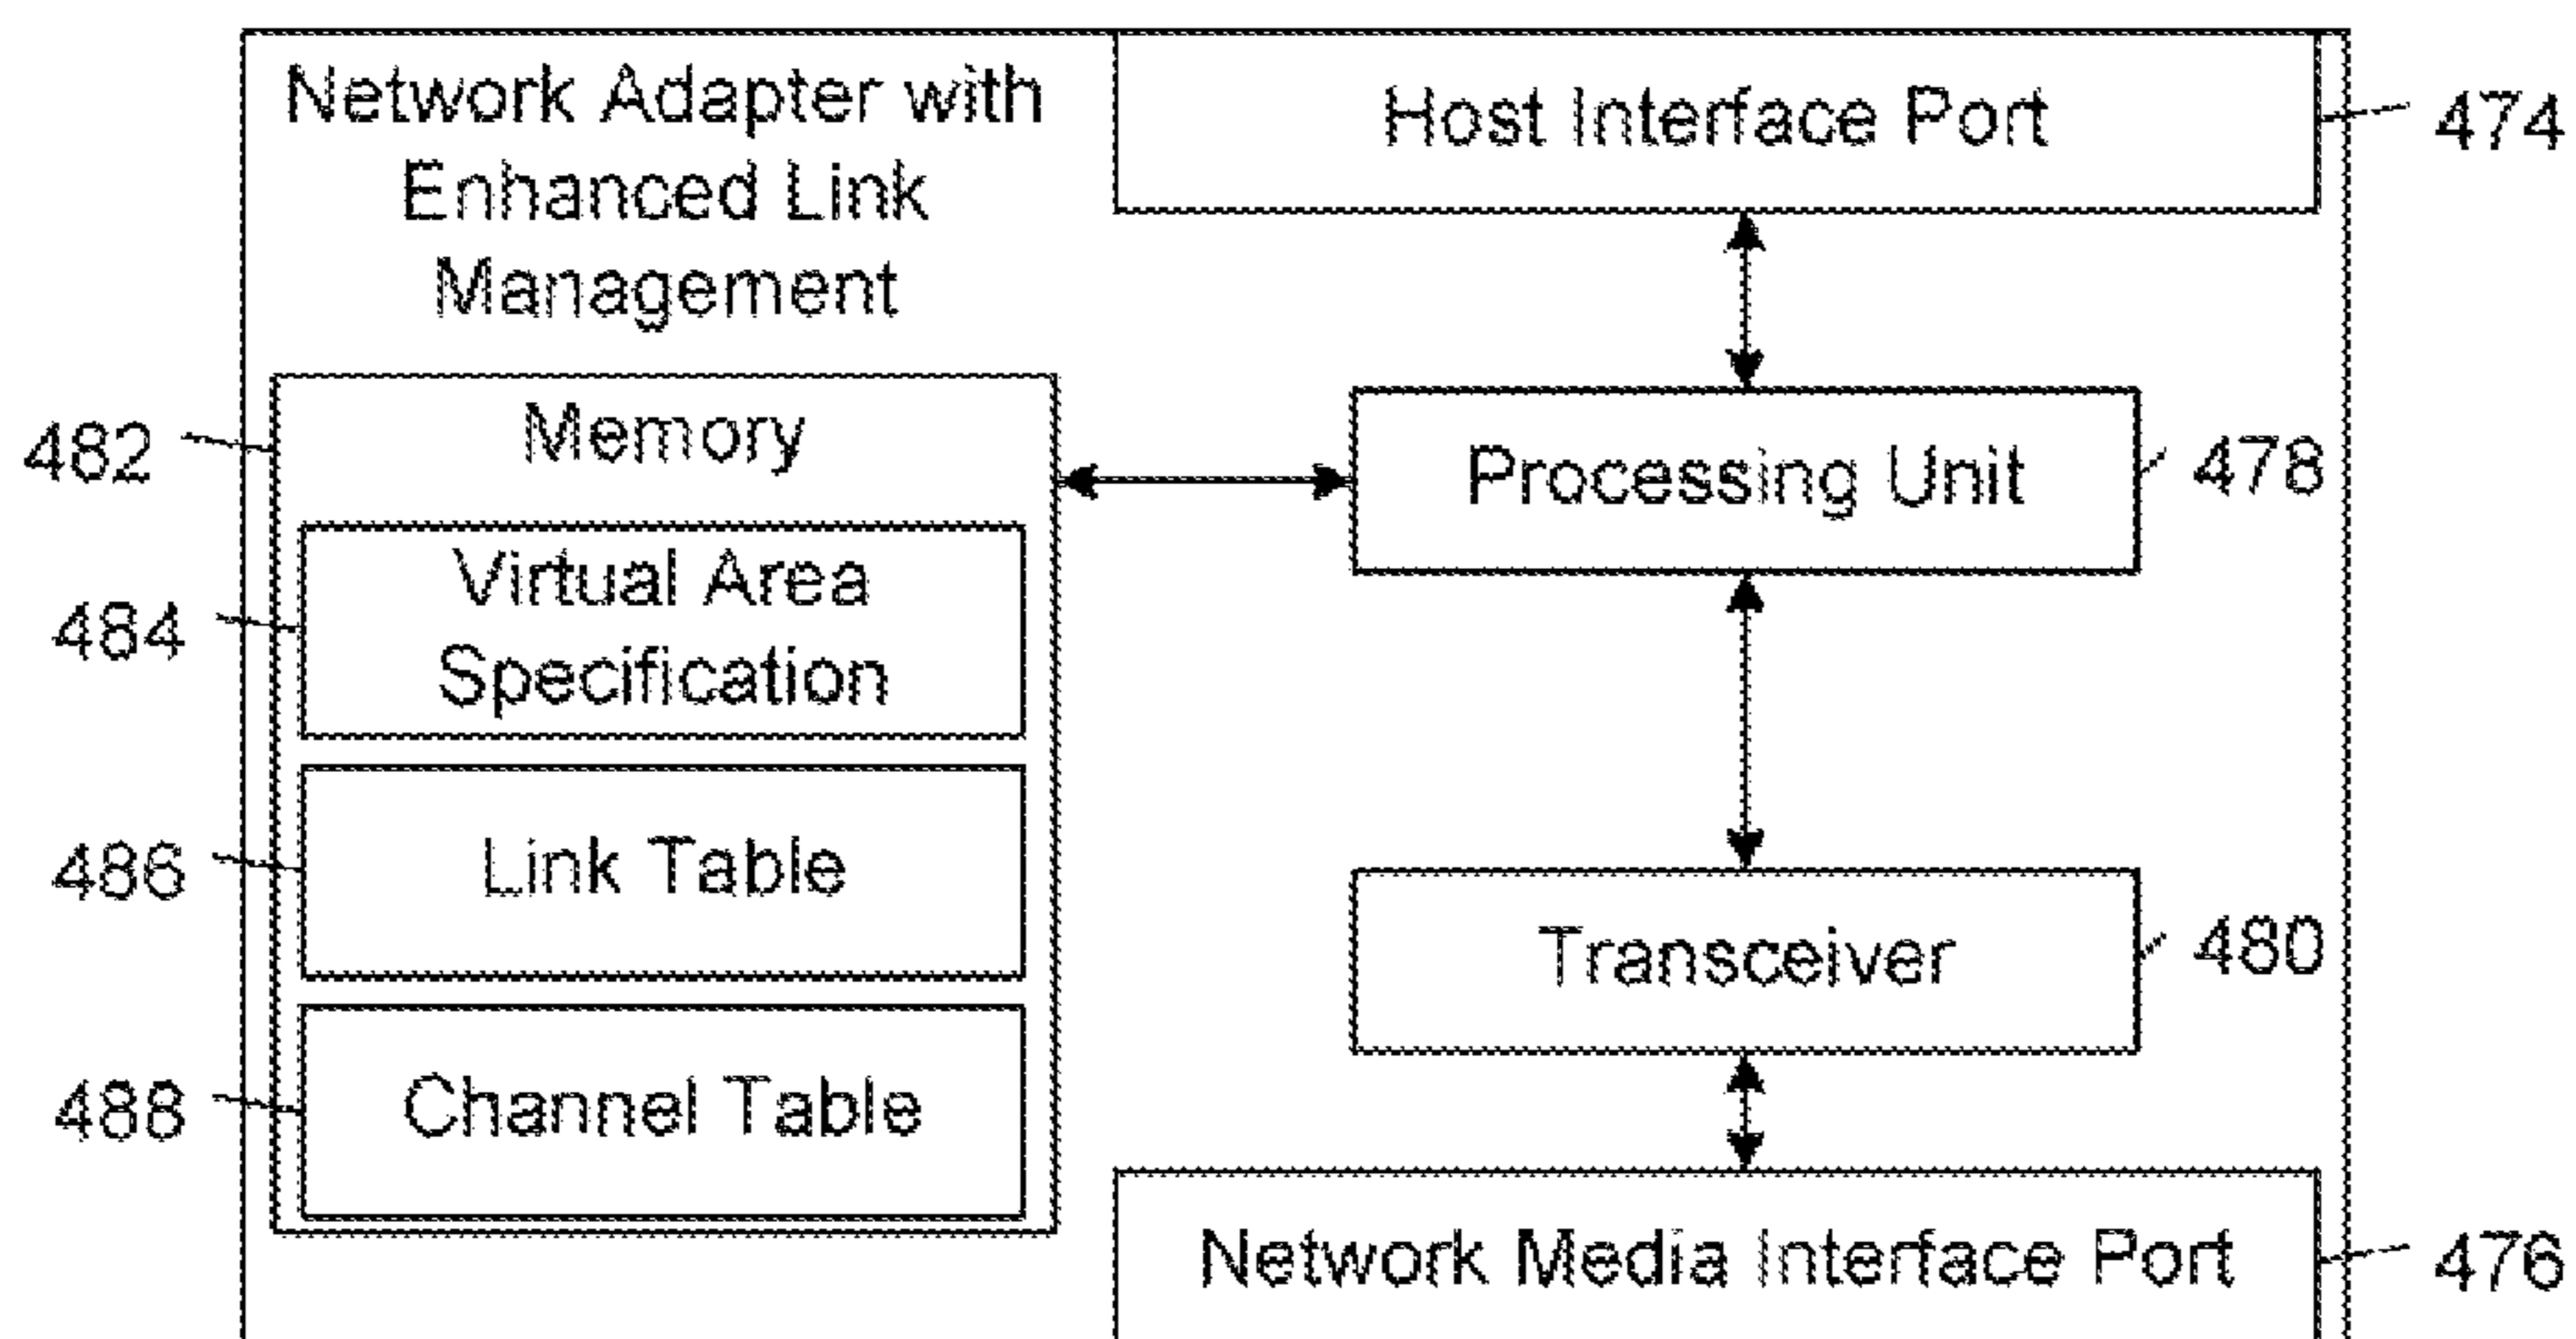 Network Adapter with
Enhanced Link
Management
Host Interface Port
474
482
Memory
Processing Unit
478
484
Virtual Area
Specification
486
Link Table
Transceiver
480
488
Channel Table
Network Media Interface Port
476